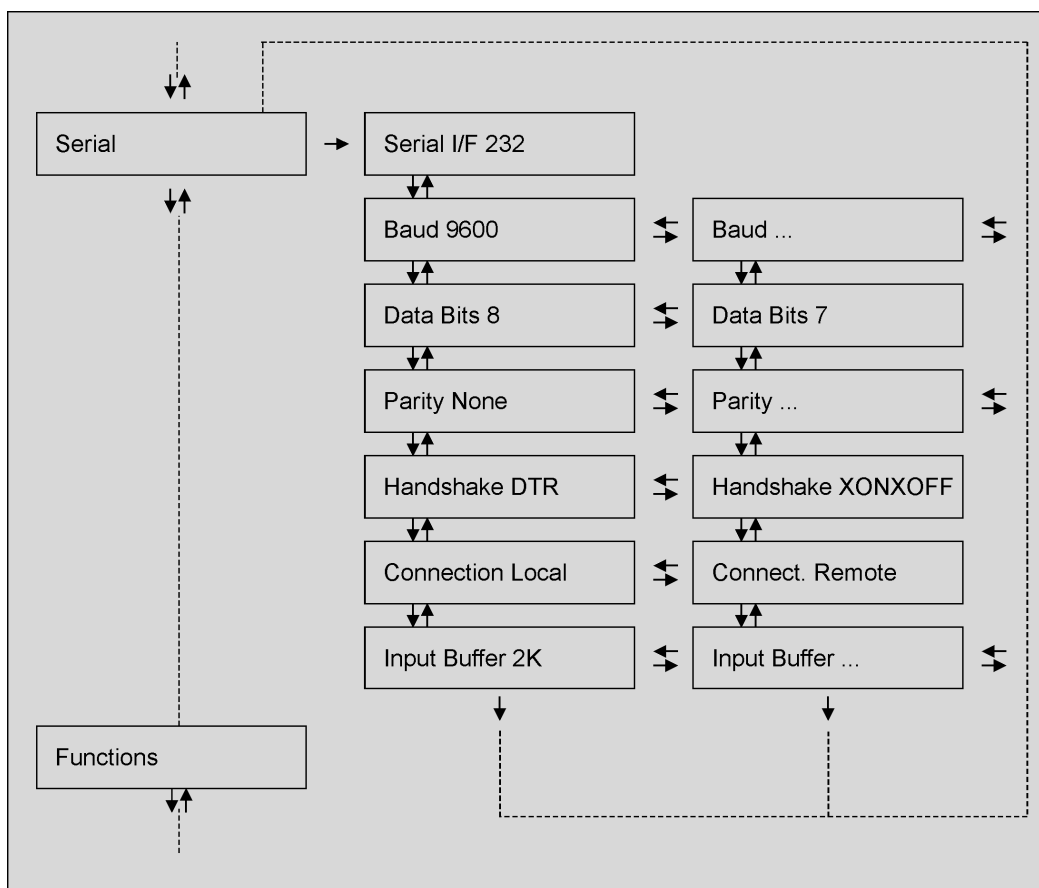 Serial
Serial I/F 232
Baud 9600
Baud ...
Data Bits 8
Data Bits 7
Parity None
Parity ...
Handshake DTR
Handshake XONXOFF
Connection Local
Connect. Remote
Input Buffer 2K
Input Buffer ...
Functions